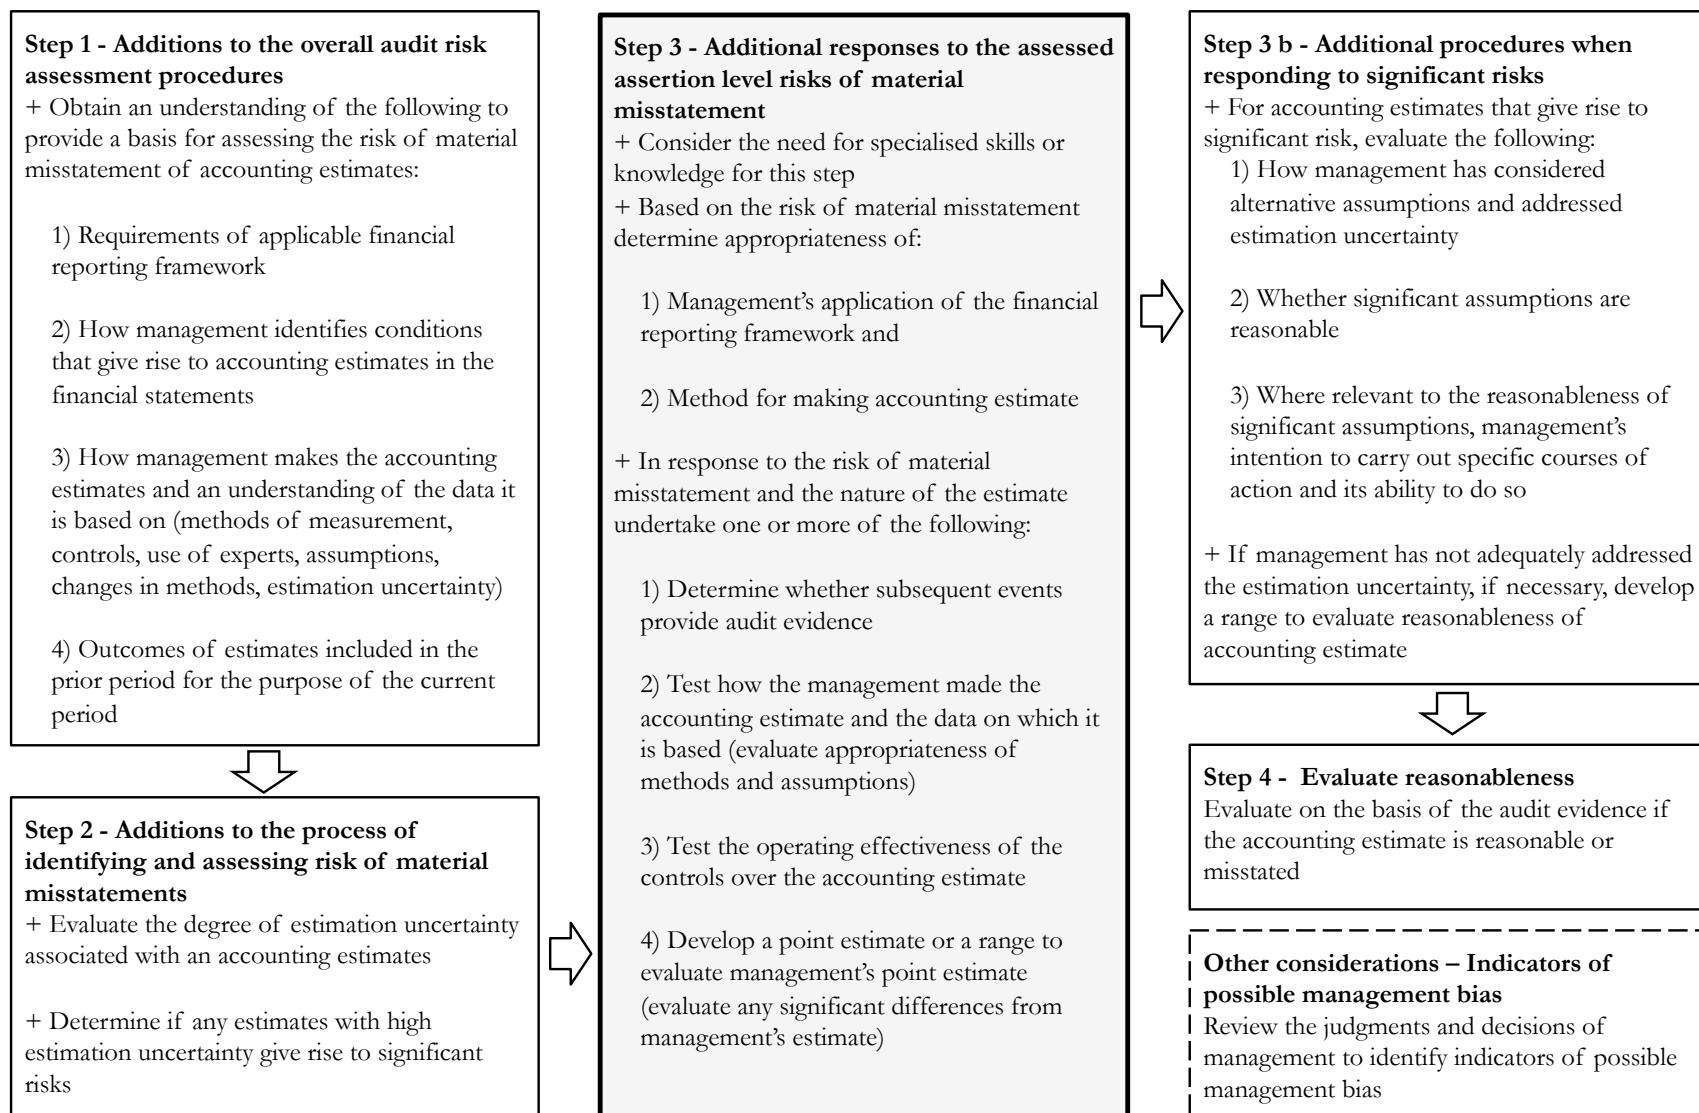 Step 1 - Additions to the overall audit risk
assessment procedures
+ Obtain an understanding of the following to
provide a basis for assessing the risk of material
misstatement of accounting estimates:
1) Requirements of applicable financial
reporting framework
2) How management identifies conditions
that give rise to accounting estimates in the
financial statements
3) How management makes the accounting
estimates and an understanding of the data it
is based on (methods of measurement,
controls, use of experts, assumptions,
changes in methods, estimation uncertainty)
4) Outcomes of estimates included in the
prior period for the purpose of the current
period
Step 2 - Additions to the process of
identifying and assessing risk of material
misstatements
+ Evaluate the degree of estimation uncertainty
associated with an accounting estimates
+ Determine if any estimates with high
estimation uncertainty give rise to significant
risks
Step 3 - Additional responses to the assessed
assertion level risks of material
misstatement
+ Consider the need for specialised skills or
knowledge for this step
+ Based on the risk of material misstatement
determine appropriateness of:
1) Management's application of the financial
reporting framework and
2) Method for making accounting estimate
+ In response to the risk of material
misstatement and the nature of the estimate
undertake one or more of the following:
1) Determine whether subsequent events
provide audit evidence
2) Test how the management made the
accounting estimate and the data on which it
is based (evaluate appropriateness of
methods and assumptions)
3) Test the operating effectiveness of the
controls over the accounting estimate
4) Develop a point estimate or a range to
evaluate management's point estimate
(evaluate any significant differences from
management's estimate)
Step 3 b - Additional procedures when
responding to significant risks
+ For accounting estimates that give rise to
significant risk, evaluate the following:
1) How management has considered
alternative assumptions and addressed
estimation uncertainty
2) Whether significant assumptions are
reasonable
3) Where relevant to the reasonableness of
significant assumptions, management's
intention to carry out specific courses of
action and its ability to do so
+ If management has not adequately addressed
the estimation uncertainty, if necessary, develop
a range to evaluate reasonableness of
accounting estimate
Step 4 - Evaluate reasonableness
Evaluate on the basis of the audit evidence if
the accounting estimate is reasonable or
misstated
Other considerations – Indicators of
possible management bias
Review the judgments and decisions of
management to identify indicators of possible
management bias